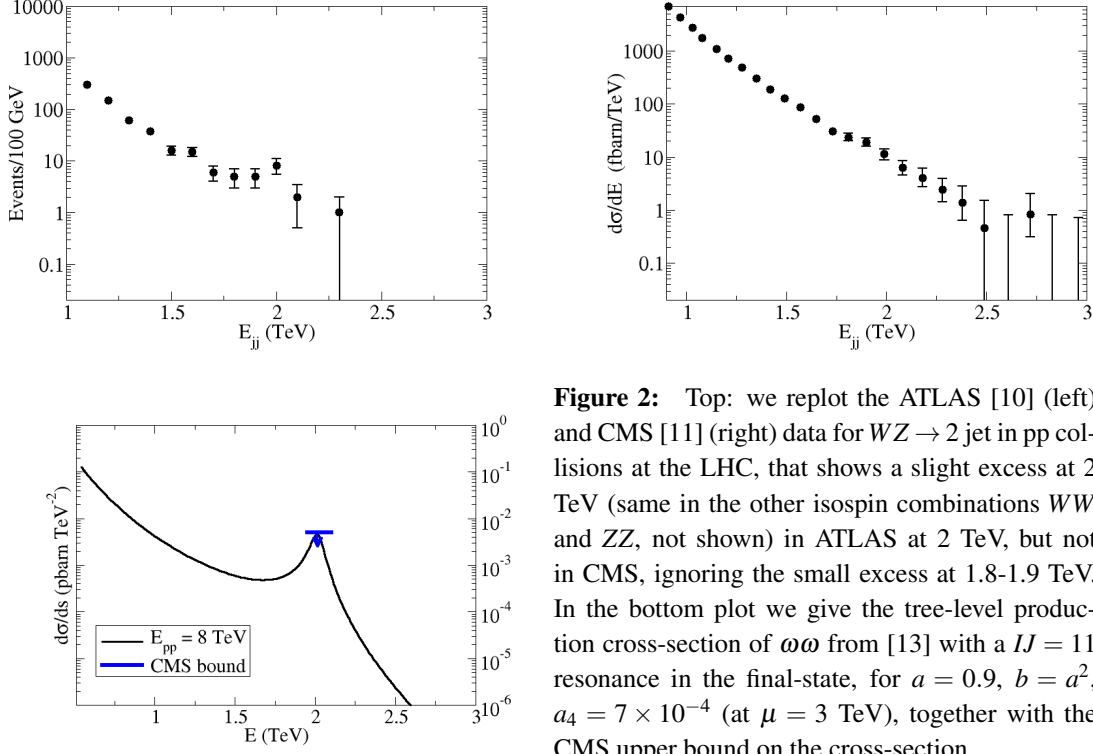 10000
1000
100
10
1
0.1
Events/100 GeV
1 1.5 2 2.5 3
E_jj (TeV)
1000
100
10
1
0.1
dσ/dE (fbarn/TeV)
1 1.5 2 2.5 3
E_jj (TeV)
10^0
10^-1
10^-2
10^-3
10^-4
10^-5
10^-6
dσ/ds (pbarn TeV^-2)
E_pp = 8 TeV
CMS bound
1 1.5 2 2.5 3
E (TeV)
Figure 2: Top: we replot the ATLAS [10] (left)
and CMS [11] (right) data for WZ → 2 jet in pp col-
lisions at the LHC, that shows a slight excess at 2
TeV (same in the other isospin combinations WW
and ZZ, not shown) in ATLAS at 2 TeV, but not
in CMS, ignoring the small excess at 1.8-1.9 TeV.
In the bottom plot we give the tree-level produc-
tion cross-section of ωω from [13] with a IJ = 11
resonance in the final-state, for a = 0.9, b = a²,
a₄ = 7 × 10⁻⁴ (at μ = 3 TeV), together with the
CMS upper bound on the cross-section